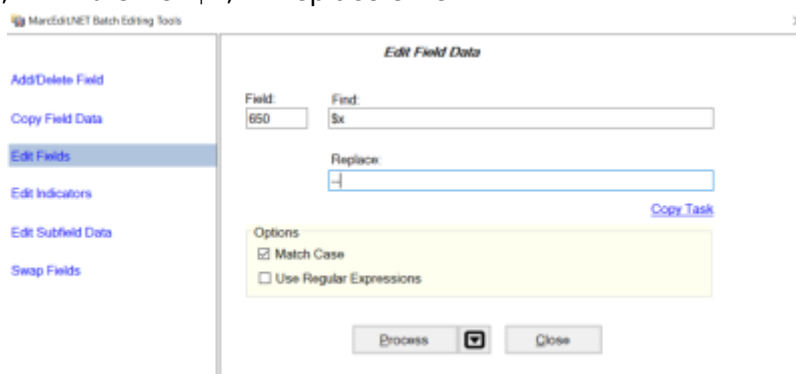 MarcEdit.NET Batch Editing Tools
Edit Field Data
Add/Delete Field
Copy Field Data
Edit Fields
Edit Indicators
Edit Subfield Data
Swap Fields
Field: Find:
650 $x
Replace:
--
Copy Task
Options
Match Case
Use Regular Expressions
Process Close